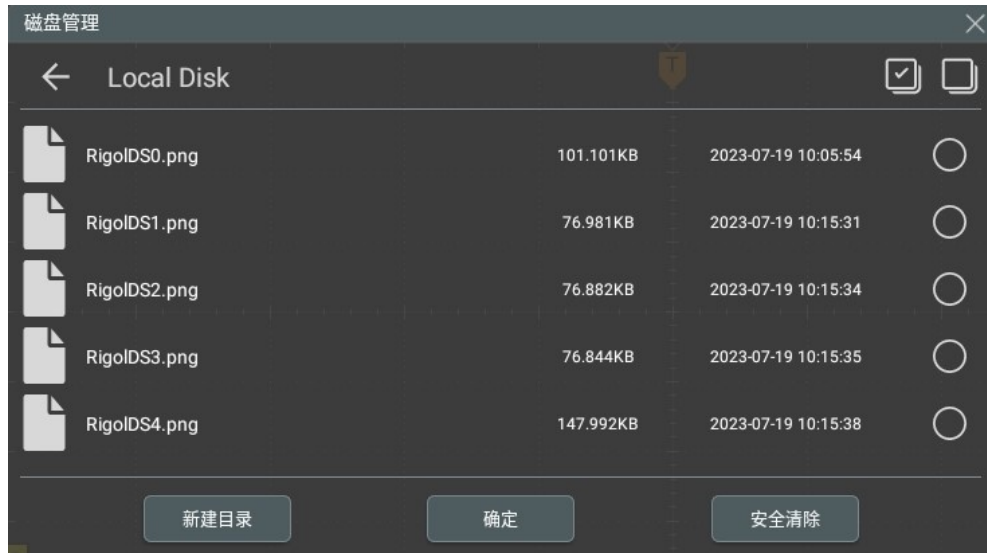 磁盘管理
Local Disk
T
RigolDS0.png 101.101KB 2023-07-19 10:05:54
RigolDS1.png 76.981KB 2023-07-19 10:15:31
RigolDS2.png 76.882KB 2023-07-19 10:15:34
RigolDS3.png 76.844KB 2023-07-19 10:15:35
RigolDS4.png 147.992KB 2023-07-19 10:15:38
新建目录 确定 安全清除